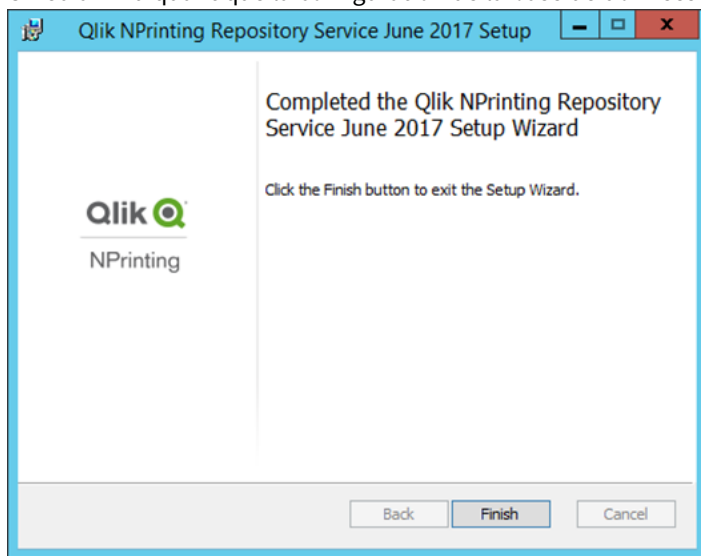 Qlik NPrinting Repository Service June 2017 Setup
Completed the Qlik NPrinting Repository
Service June 2017 Setup Wizard
Click the Finish button to exit the Setup Wizard.
Qlik
NPrinting
Back Finish Cancel